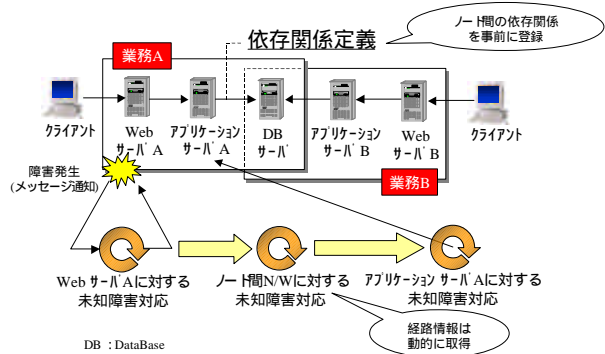 依存関係定義
ノード間の依存関係
を事前に登録
業務A
クライアント
Web
サーバA
アプリケーション
サーバ A
DB
サーバ
アプリケーション
サーバ B
Web
サーバ B
クライアント
業務B
障害発生
(メッセージ通知)
Web サーバAに対する
未知障害対応
ノード間N/Wに対する
未知障害対応
アプリケーション サーバAに対する
未知障害対応
経路情報は
動的に取得
DB :DataBase